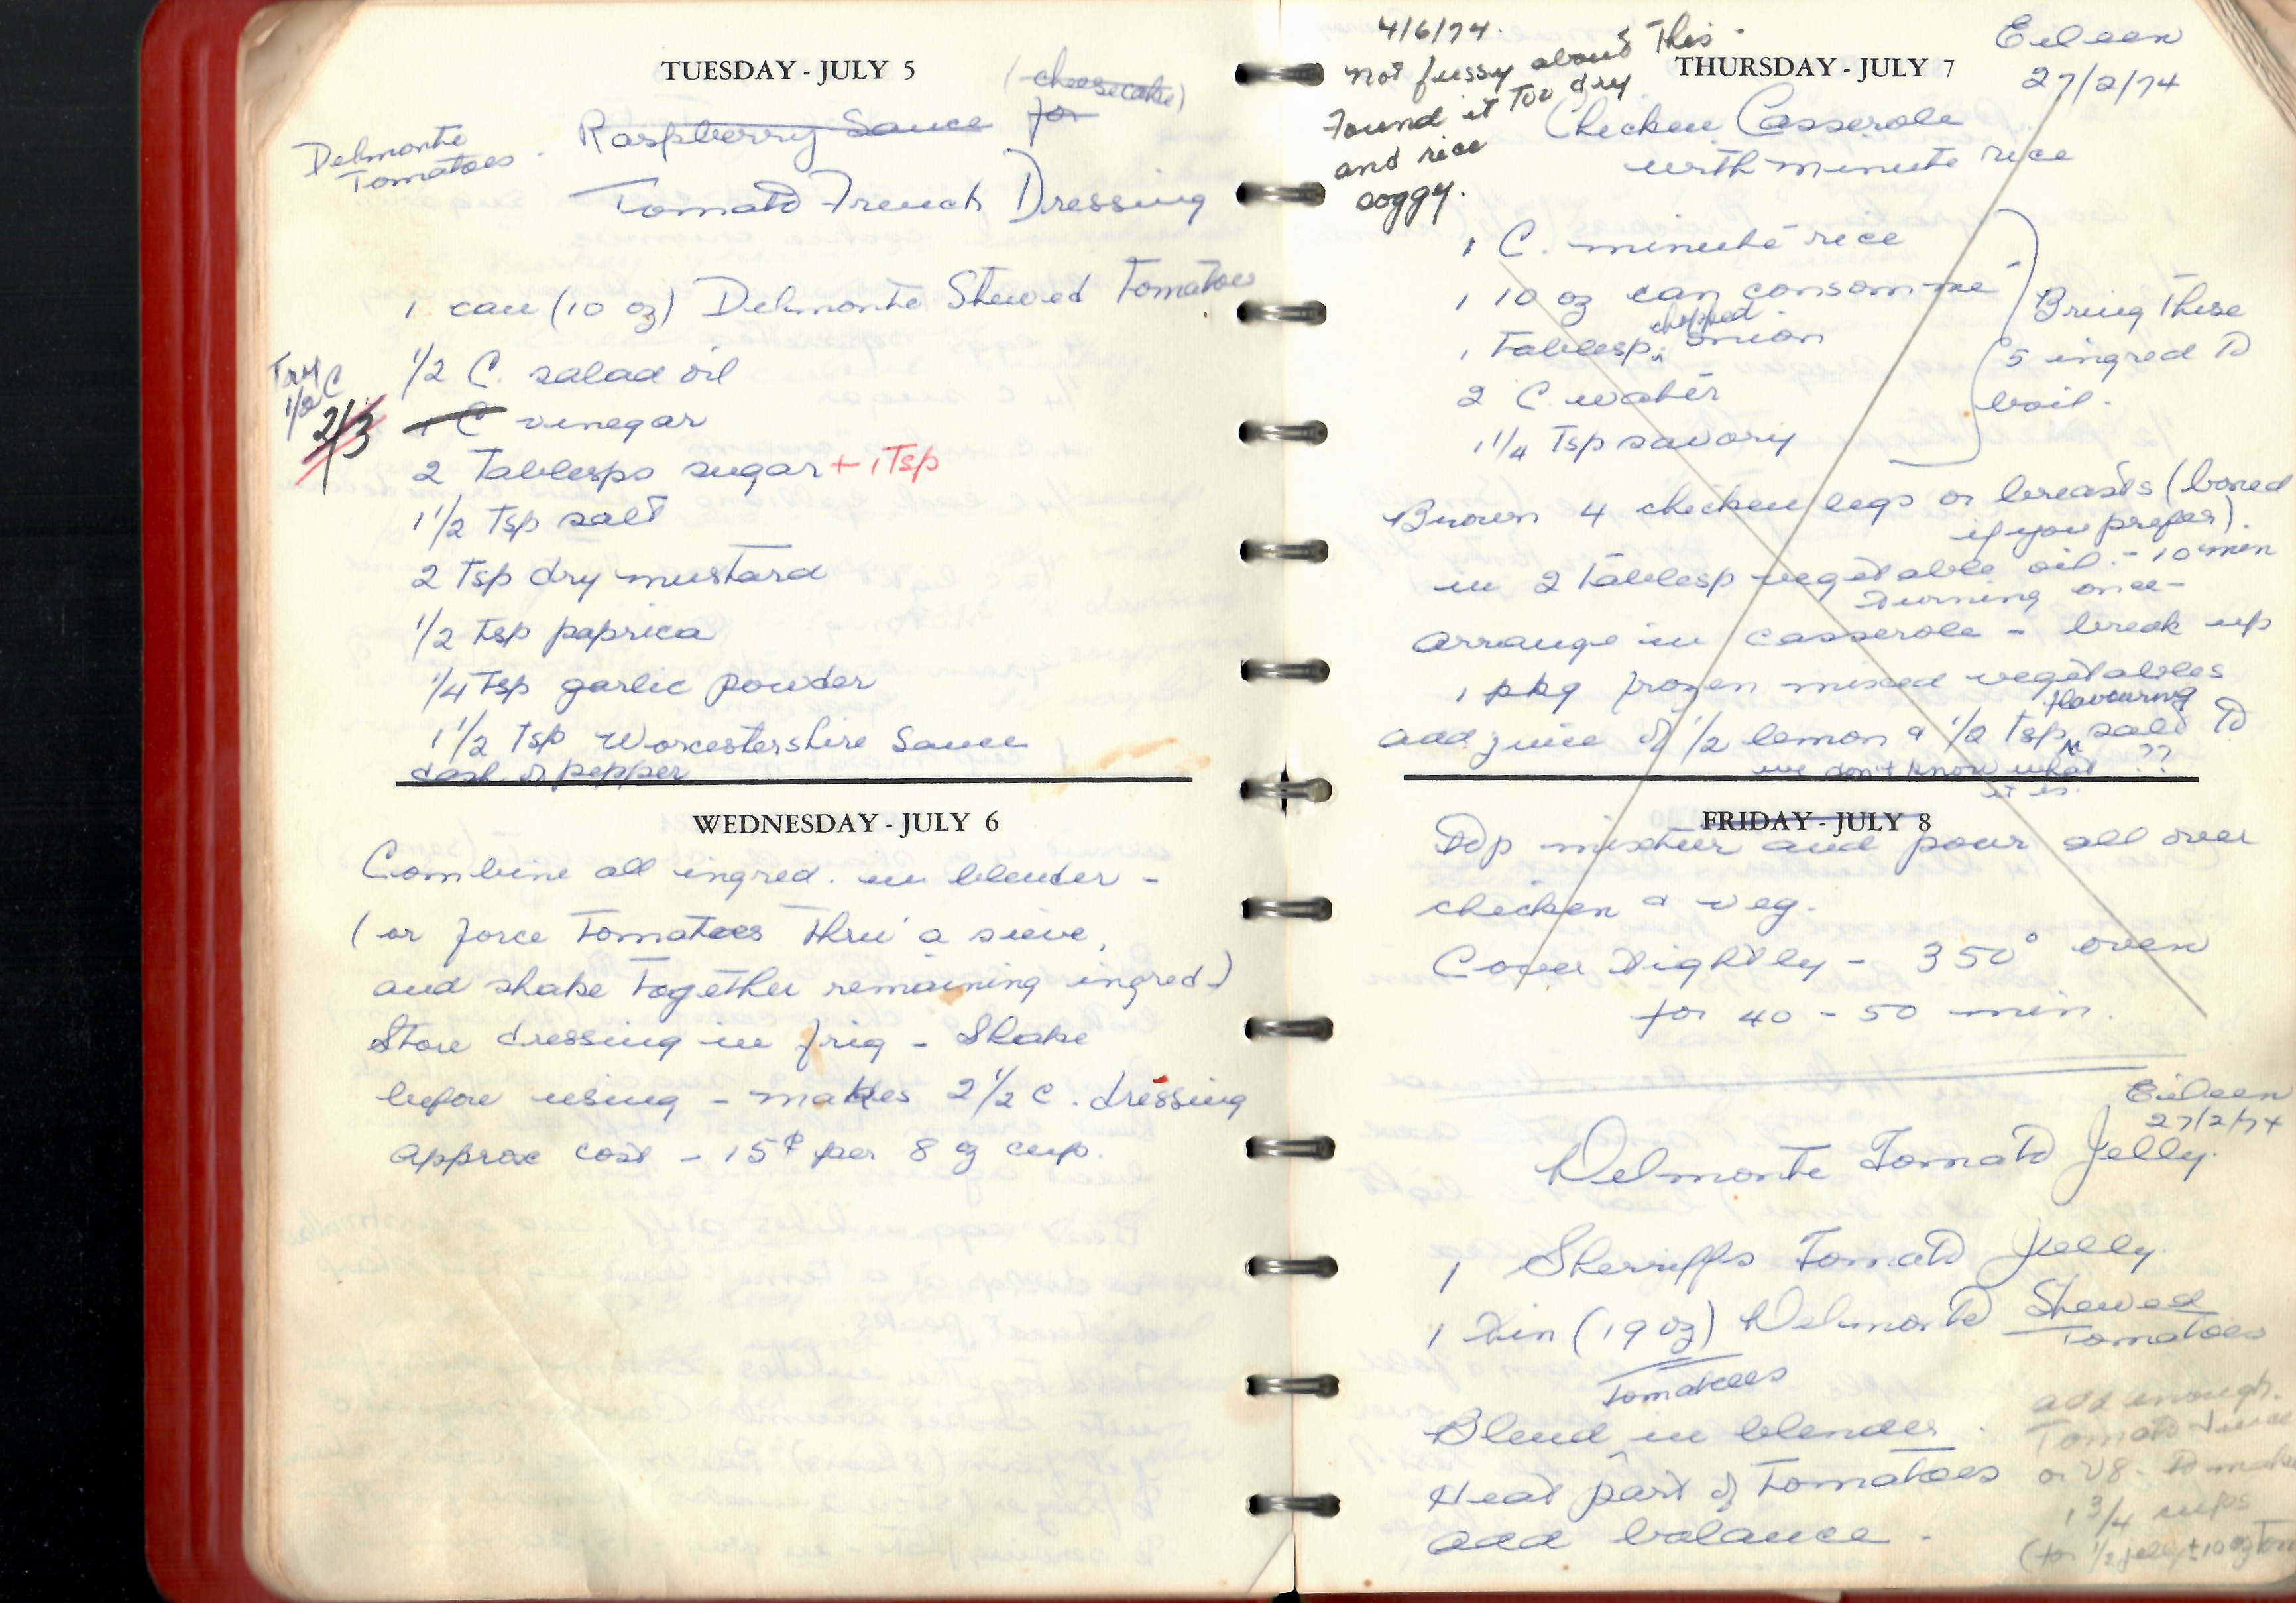 TUESDAY - JULY 5
(cheesecake)
Raspberry Sauce for
Delmonte
Tomatoes.
Tomato French Dressing
1 can (10 oz) Delmonte Stewed Tomatoes
1/2 C. salad oil
Try
1/2 C
2/3
1 C vinegar
2 Tablesps sugar + 1 Tsp
1 1/2 Tsp salt
2 Tsp dry mustard
1/2 Tsp paprica
1/4 Tsp garlic powder
1 1/2 Tsp Worcestershire Sauce
dash of pepper
WEDNESDAY - JULY 6
Combine all ingred. in blender -
(or force Tomatoes Thru' a sieve,
and shake Together remaining ingred)
Store dressing in frig - Shake
before using - makes 2 1/2 C. dressing
approx cost - 15¢ per 8 oz cup.
4/6/74.
Not fussy about This -
Found it Too dry
and rice
soggy.
THURSDAY - JULY 7
Eileen
27/2/74
Chicken Casserole
with minute rice
1 C. minute rice
1 10 oz can consommé
1 Tablesp. chopped onion
2 C. water
1 1/4 Tsp savory
Bring These
5 ingred to
boil.
Brown 4 chicken legs or breasts (boned
if you prefer).
in 2 Tablesp vegetable oil. - 10 min
turning once -
arrange in casserole - break up
1 pkg frozen mixed vegetables
add juice of 1/2 lemon & 1/2 Tsp flavouring salt to
we don't know what ??
it is.
FRIDAY - JULY 8
Top mixture and pour all over
chicken & veg.
Cover tightly - 350° oven
for 40 - 50 min.
Eileen
27/2/74
Delmonte Tomato Jelly.
1 Sherriffs Tomato Jelly.
1 tin (19 oz) Delmonto Stewed
Tomatoes
Tomatoes
Blend in blender.
Heat part of Tomatoes
add balance -
add enough
Tomato Juice
or V8 - to make
1 3/4 cups
(for 1/2 jelly + 10 oz Tom